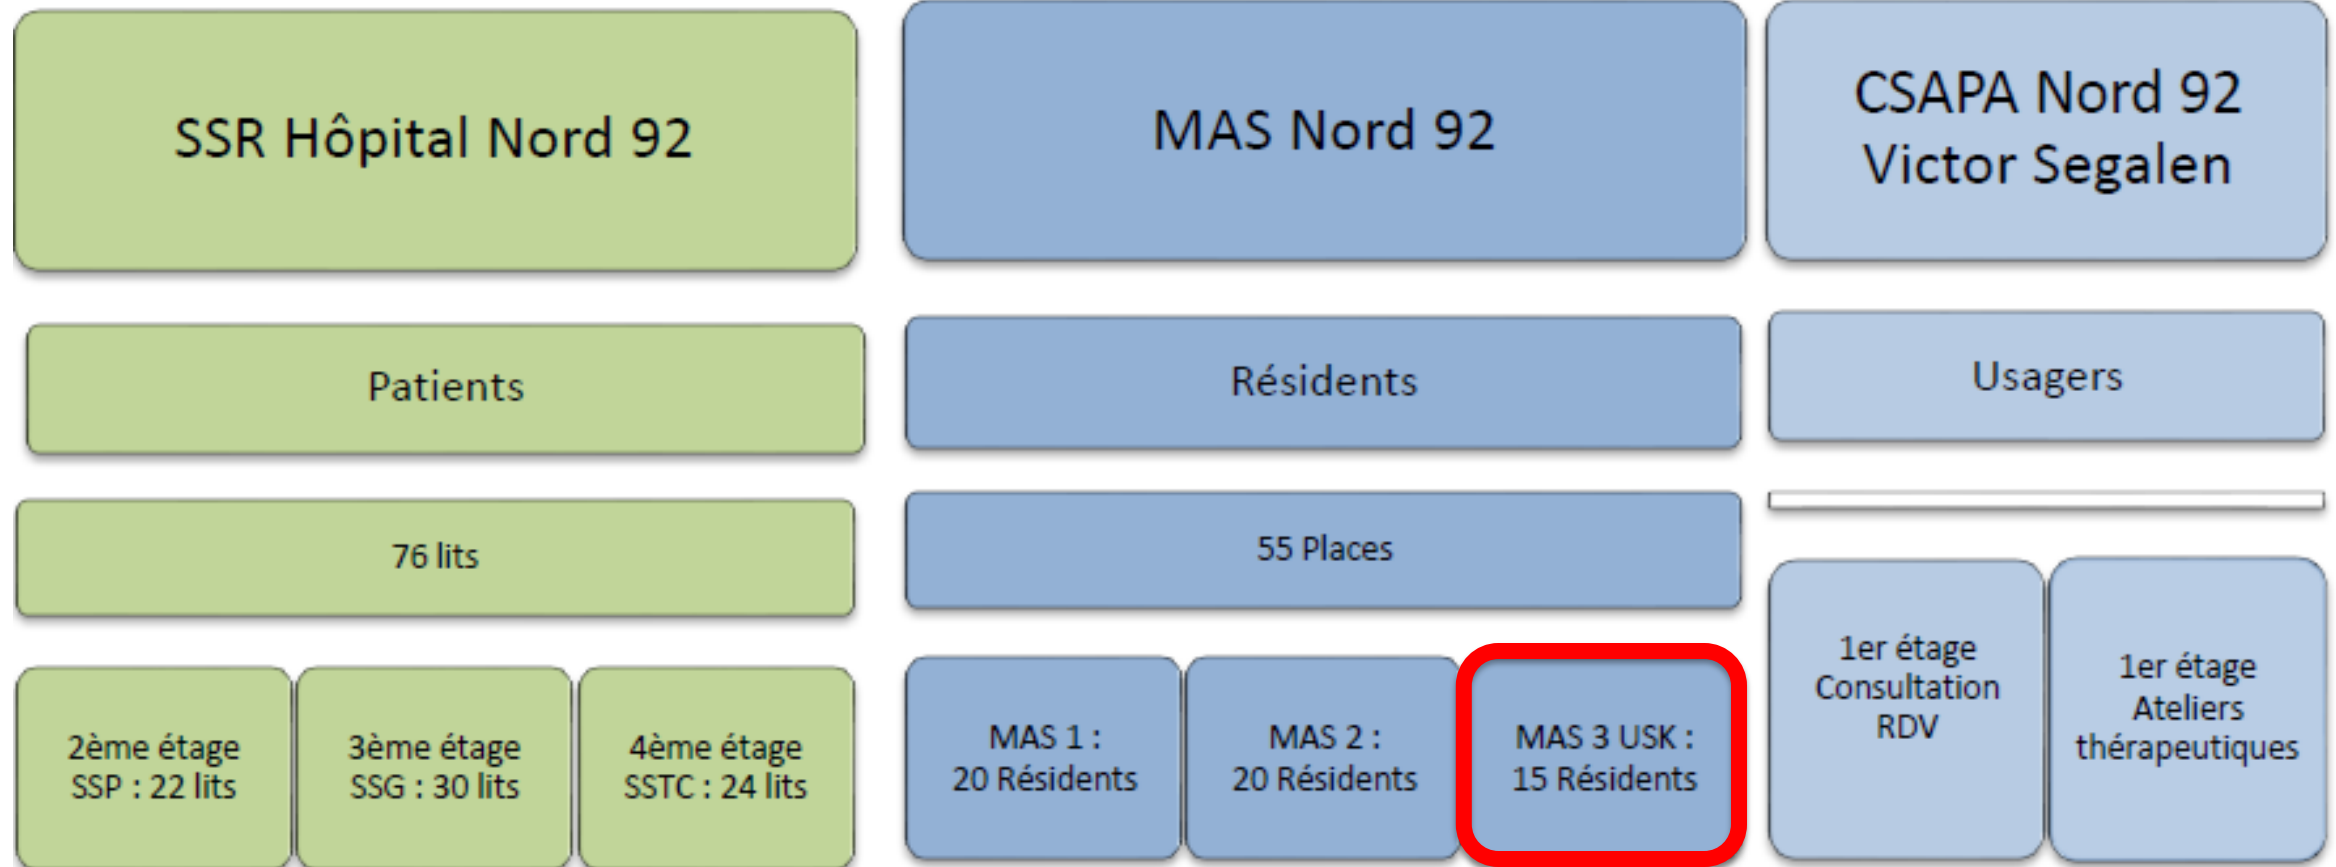 SSR Hôpital Nord 92
MAS Nord 92
CSAPA Nord 92
Victor Segalen
Patients
Résidents
Usagers
76 lits
55 Places
2ème étage
SSP : 22 lits
3ème étage
SSG : 30 lits
4ème étage
SSTC : 24 lits
MAS 1 :
20 Résidents
MAS 2 :
20 Résidents
MAS 3 USK :
15 Résidents
1er étage
Consultation
RDV
1er étage
Ateliers
thérapeutiques